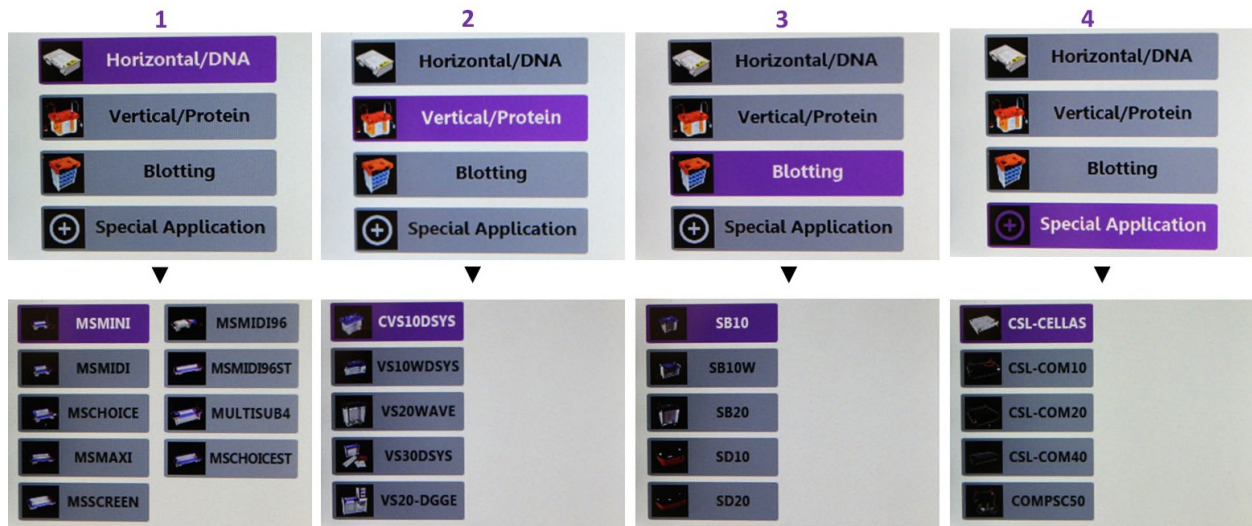 1
Horizontal/DNA
Vertical/Protein
Blotting
Special Application
MSMINI
MSMIDI
MSCHOICE
MSMAXI
MSSCREEN
MSMIDI96
MSMIDI96ST
MULTISUB4
MSCHOICEST
2
Horizontal/DNA
Vertical/Protein
Blotting
Special Application
CVS10DSYS
VS10WDSYS
VS20WAVE
VS30DSYS
VS20-DGGE
3
Horizontal/DNA
Vertical/Protein
Blotting
Special Application
SB10
SB10W
SB20
SD10
SD20
4
Horizontal/DNA
Vertical/Protein
Blotting
Special Application
CSL-CELLAS
CSL-COM10
CSL-COM20
CSL-COM40
COMPSC50